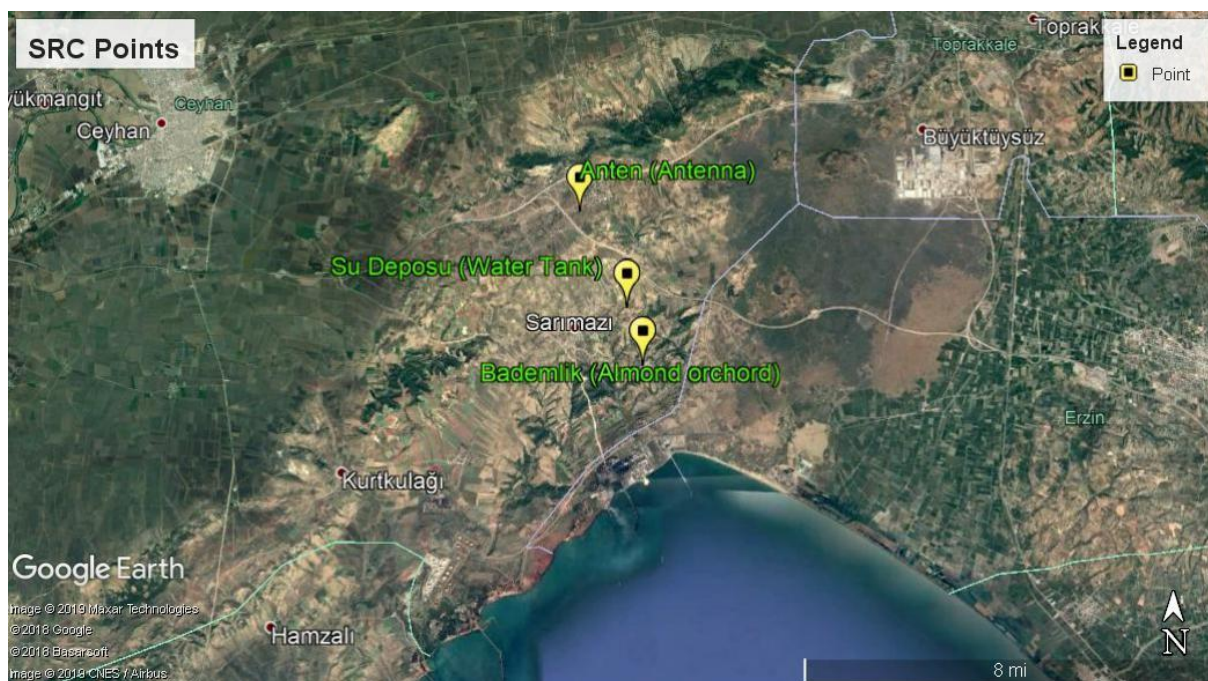 SRC Points
Toprakkale
Toprakkale
Legend
Point
yükmangıt
Ceyhan
Ceyhan
Büyüktüysüz
Anten (Antenna)
Su Deposu (Water Tank)
Sarımazı
Bademlik (Almond orchord)
Erzin
Kurtkulağı
Google Earth
Image © 2019 Maxar Technologies
©2018 Google
©2018 Basarsoft
Image © 2019 CNES / Airbus
Hamzalı
N
8 mi